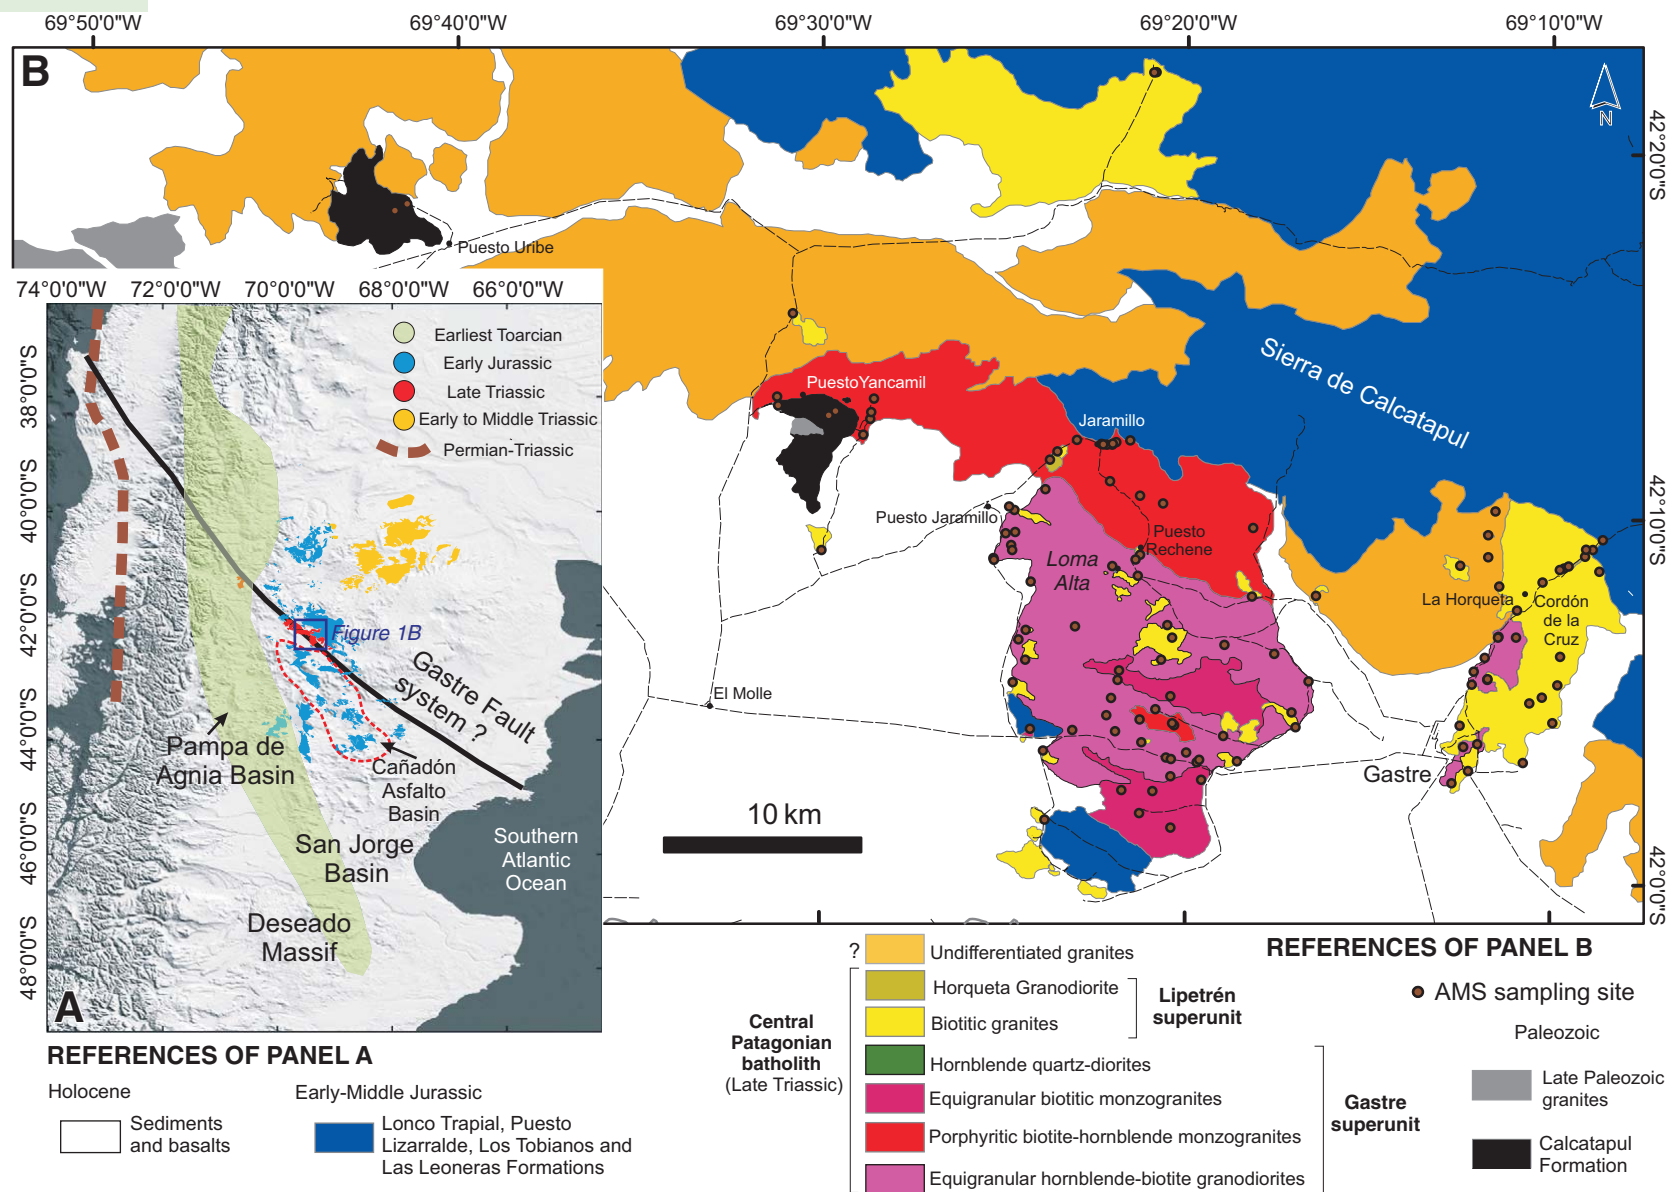 69°50'0"W
69°40'0"W
69°30'0"W
69°20'0"W
69°10'0"W
B
N
42°20'0"S
Puesto Uribe
74°0'0"W
72°0'0"W
70°0'0"W
68°0'0"W
66°0'0"W
Earliest Toarcian
Early Jurassic
Late Triassic
Early to Middle Triassic
Permian-Triassic
38°0'0"S
40°0'0"S
42°0'0"S
44°0'0"S
46°0'0"S
48°0'0"S
Figure 1B
Gastre Fault
system ?
Pampa de
Agnia Basin
Cañadón
Asfalto
Basin
San Jorge
Basin
Southern
Atlantic
Ocean
Deseado
Massif
A
PuestoYancamil
Jaramillo
Sierra de Calcatapul
Puesto Jaramillo
Puesto
Rechene
Loma
Alta
42°10'0"S
La Horqueta
Cordón
de la
Cruz
El Molle
Gastre
10 km
42°0'0"S
REFERENCES OF PANEL A
Holocene
Sediments
and basalts
Early-Middle Jurassic
Lonco Trapial, Puesto
Lizarralde, Los Tobianos and
Las Leoneras Formations
?
Undifferentiated granites
Horqueta Granodiorite
Biotitic granites
Lipetrén
superunit
Central
Patagonian
batholith
(Late Triassic)
Hornblende quartz-diorites
Equigranular biotitic monzogranites
Porphyritic biotite-hornblende monzogranites
Equigranular hornblende-biotite granodiorites
Gastre
superunit
REFERENCES OF PANEL B
AMS sampling site
Paleozoic
Late Paleozoic
granites
Calcatapul
Formation